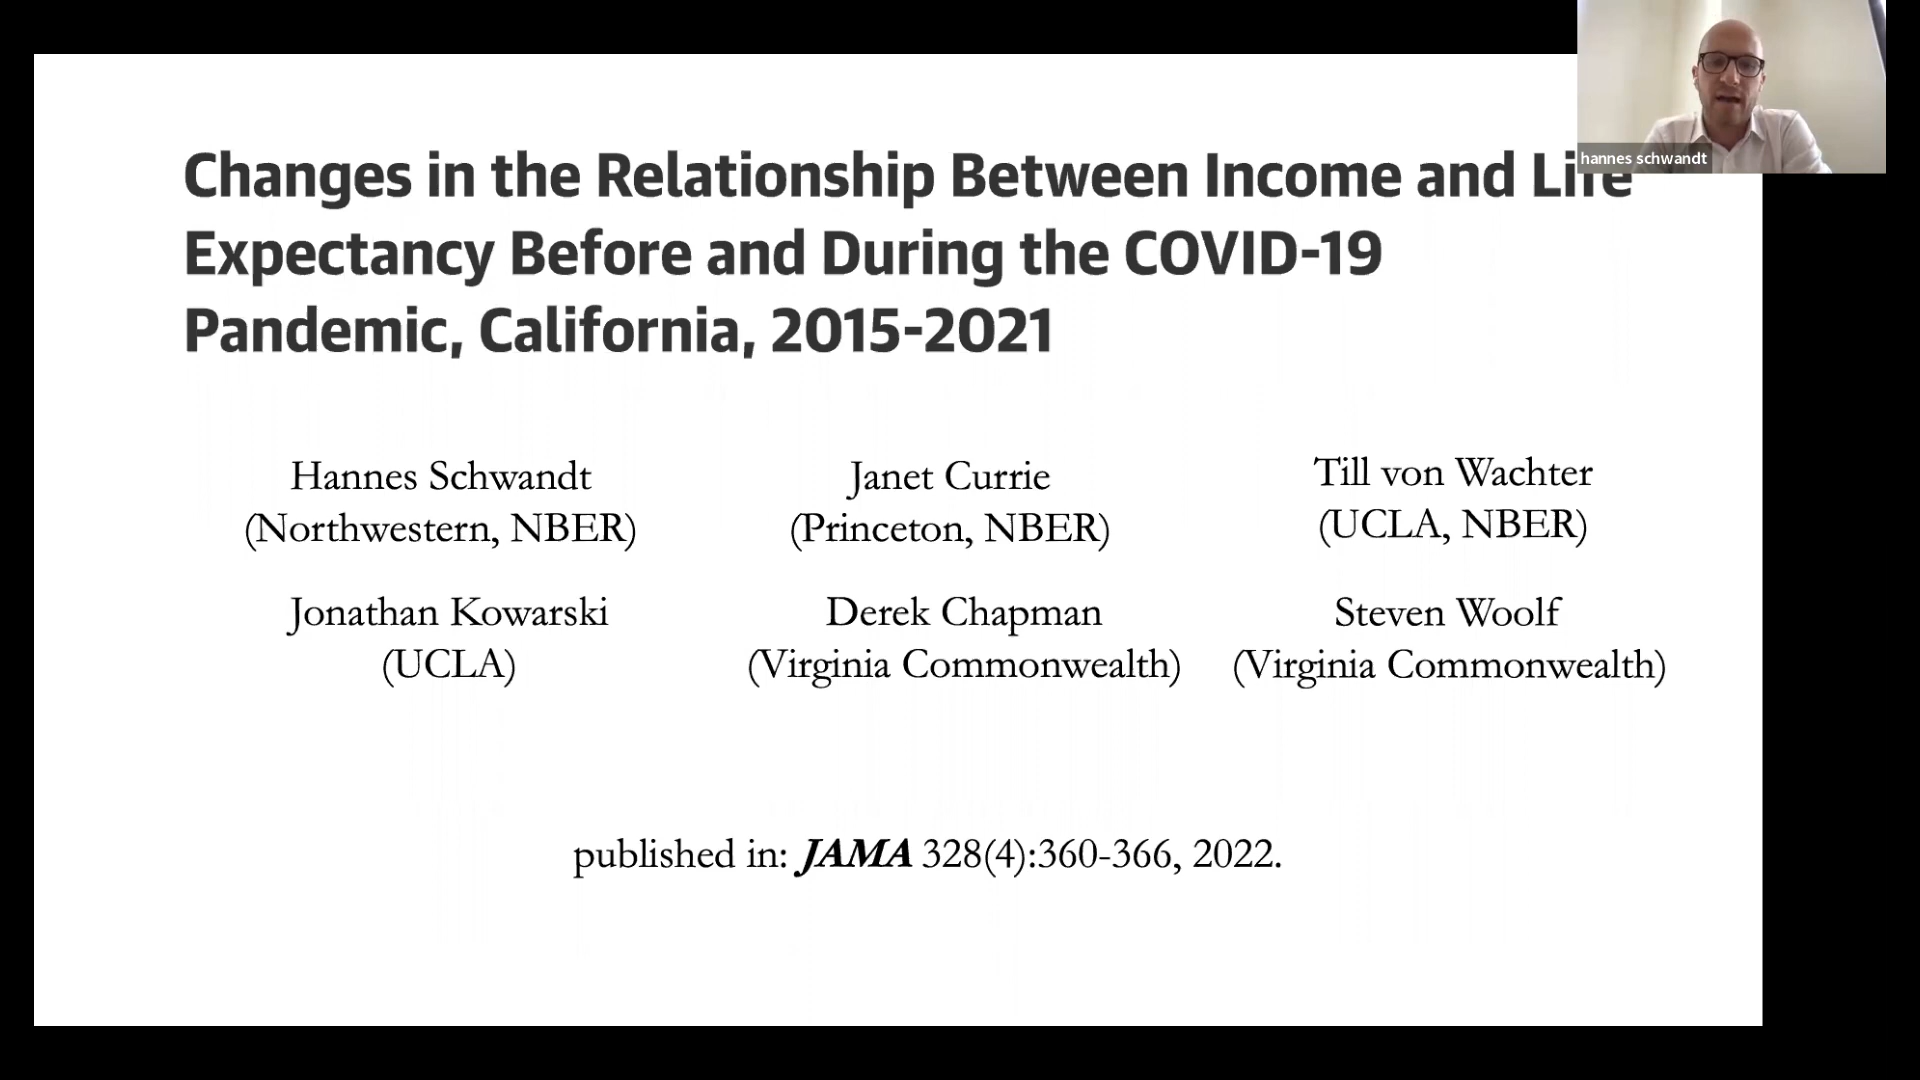 Changes in the Relationship Between Income and Life
Expectancy Before and During the COVID-19
Pandemic, California, 2015-2021
hannes schwandt
Hannes Schwandt
(Northwestern, NBER)
Janet Currie
(Princeton, NBER)
Till von Wachter
(UCLA, NBER)
Jonathan Kowarski
(UCLA)
Derek Chapman
(Virginia Commonwealth)
Steven Woolf
(Virginia Commonwealth)
published in: JAMA 328(4):360-366, 2022.